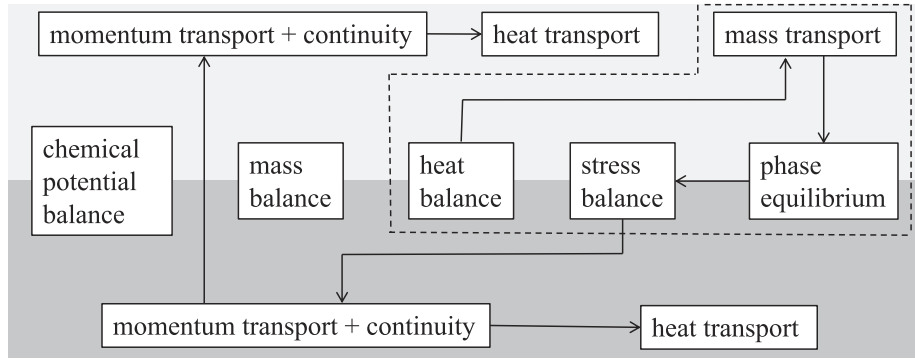 momentum transport + continuity
heat transport
mass transport
chemical
potential
balance
mass
balance
heat
balance
stress
balance
phase
equilibrium
momentum transport + continuity
heat transport